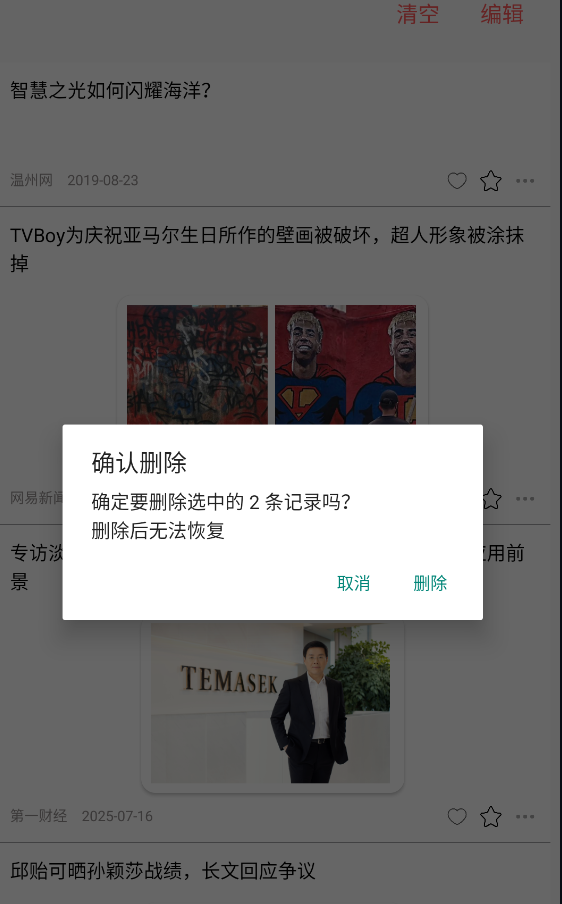 清空 编辑
智慧之光如何闪耀海洋？
温州网 2019-08-23
TVBoy为庆祝亚马尔生日所作的壁画被破坏，超人形象被涂抹
掉
网易新闻
确认删除
确定要删除选中的 2 条记录吗？
删除后无法恢复
取消 删除
专访淡 应用前
景
TEMASEK
第一财经 2025-07-16
邱贻可晒孙颖莎战绩，长文回应争议